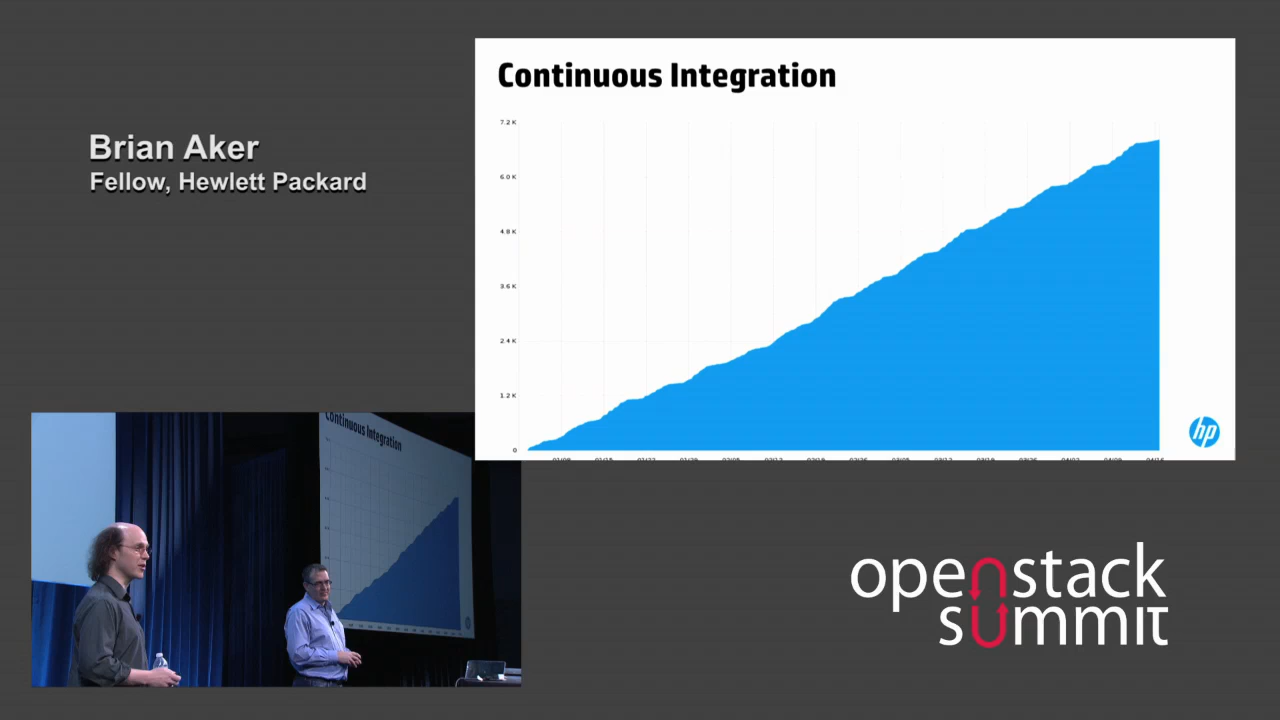 Brian Aker
Fellow, Hewlett Packard
Continuous Integration
7.2 K
6.0 K
4.8 K
3.6 K
2.4 K
1.2 K
0
hp
Continuous Integration
openstack
summit